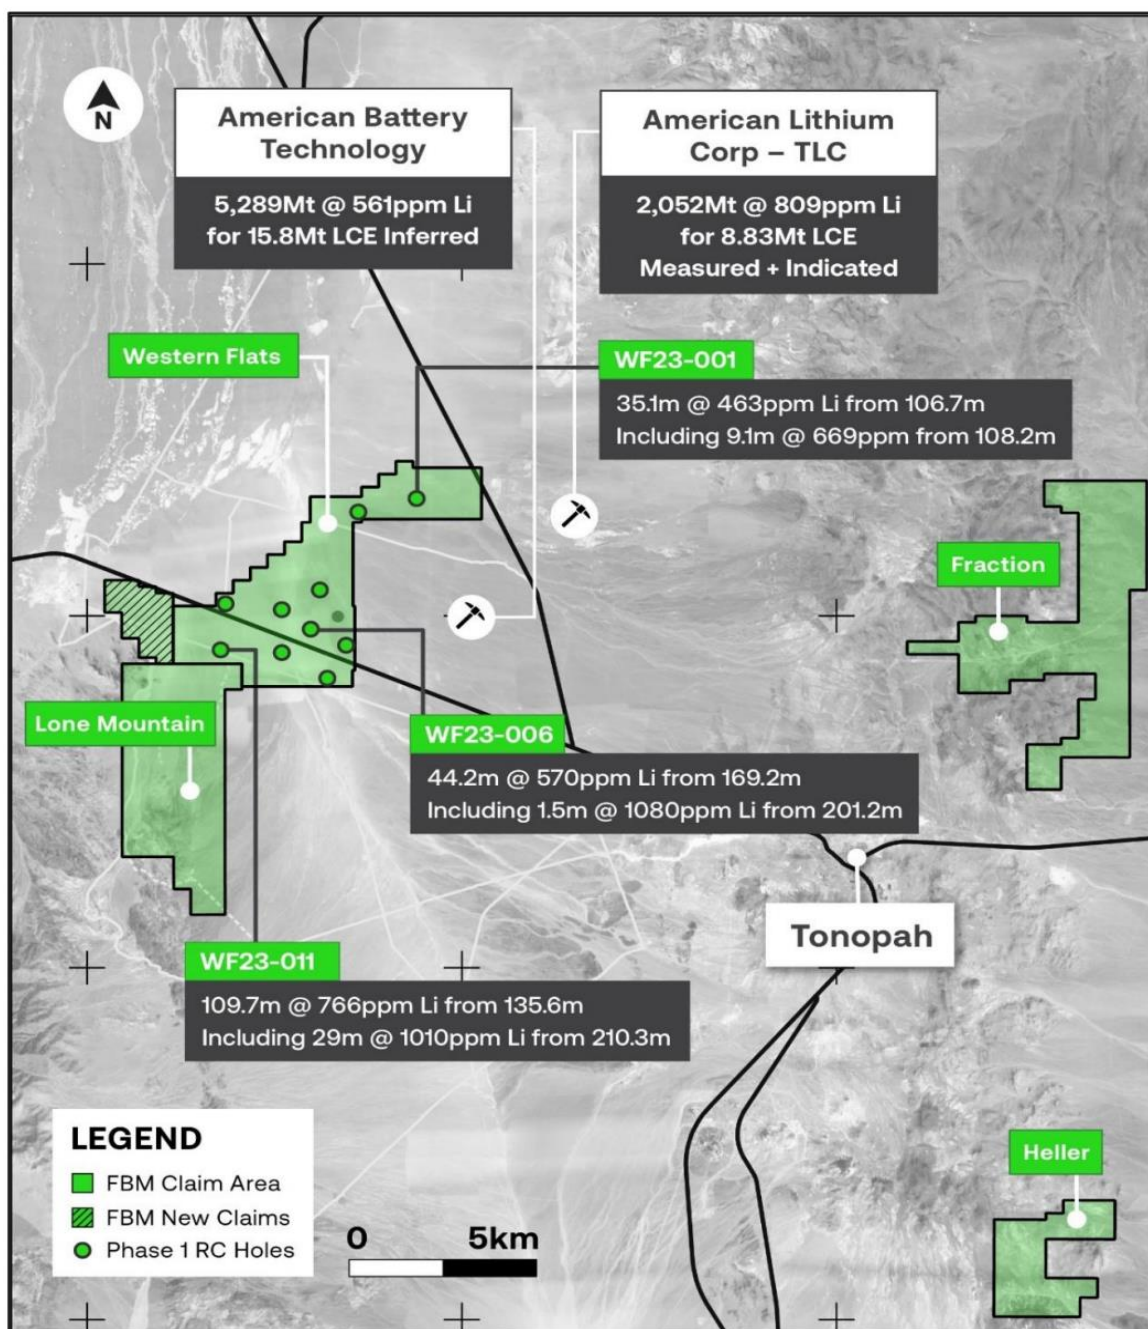 N
American Battery
Technology
5,289Mt @ 561ppm Li
for 15.8Mt LCE Inferred
American Lithium
Corp – TLC
2,052Mt @ 809ppm Li
for 8.83Mt LCE
Measured + Indicated
Western Flats
WF23-001
35.1m @ 463ppm Li from 106.7m
Including 9.1m @ 669ppm from 108.2m
Fraction
Lone Mountain
WF23-006
44.2m @ 570ppm Li from 169.2m
Including 1.5m @ 1080ppm Li from 201.2m
Tonopah
WF23-011
109.7m @ 766ppm Li from 135.6m
Including 29m @ 1010ppm Li from 210.3m
Heller
LEGEND
FBM Claim Area
FBM New Claims
Phase 1 RC Holes
0 5km